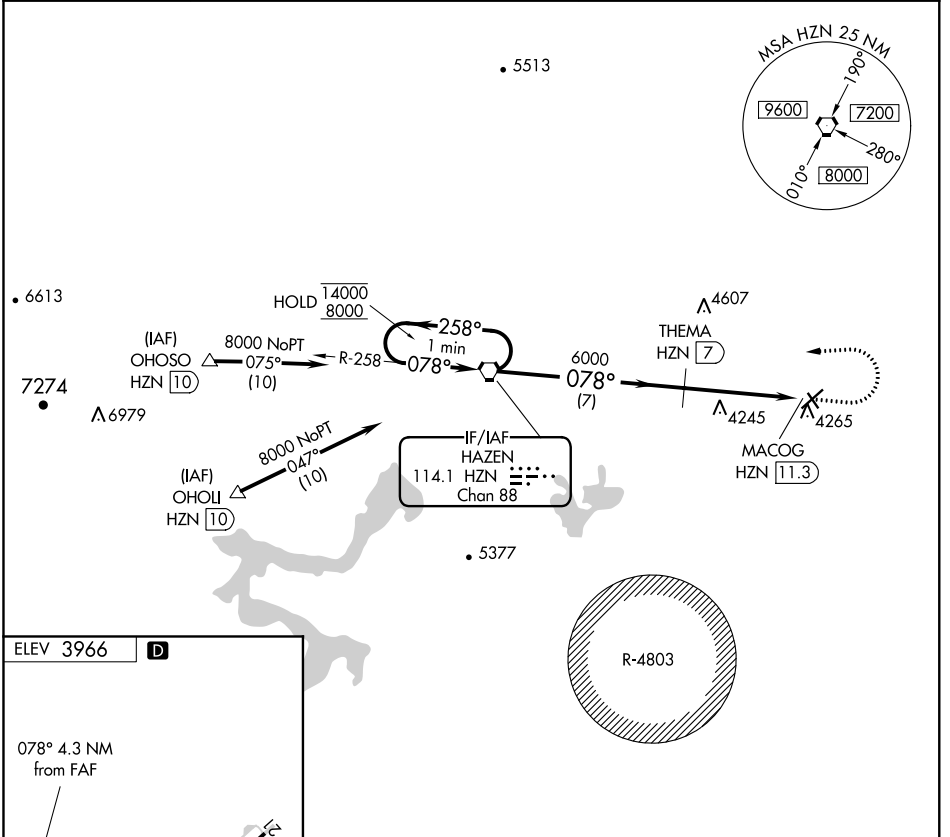 5513
MSA HZN 25 NM
190°
9600
7200
280°
010°
8000
6613
HOLD 14000
8000
4607
(IAF)
OHOSO
HZN 10
8000 NoPT
075°
(10)
R-258
258°
1 min
078°
6000
078°
(7)
THEMA
HZN 7
7274
6979
4245
4265
MACOG
HZN 11.3
(IAF)
OHOLI
HZN 10
8000 NoPT
047°
(10)
IF/IAF
HAZEN
114.1 HZN
Chan 88
5377
R-4803
ELEV 3966 D
078° 4.3 NM
from FAF
21